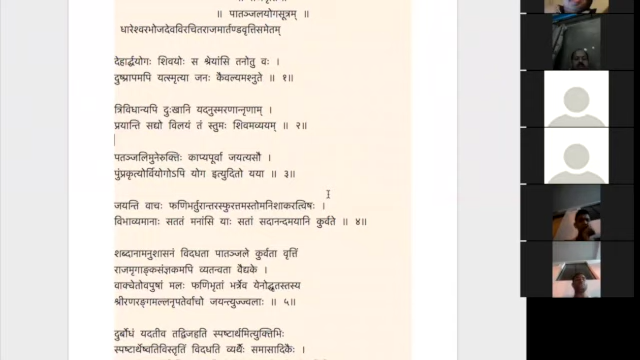 ॥ पातञ्जलयोगसूत्रम् ॥
धारेश्वरभोजदेवविरचितराजमार्तण्डवृत्तिसमेतम्
देहार्द्धयोगः शिवयोः स श्रेयांसि तनोतु वः ।
दुष्प्रापमपि यत्स्मृत्या जनः कैवल्यमश्नुते ॥ १॥
त्रिविधान्यपि दुःखानि यदनुस्मरणान्नृणाम् ।
प्रयान्ति सद्यो विलयं तं स्तुमः शिवमव्ययम् ॥ २॥
पतञ्जलिमुनेरुक्तिः काप्यपूर्वा जयत्यसौ ।
पुंप्रकृत्योर्वियोगोऽपि योग इत्युदितो यया ॥ ३॥
जयन्ति वाचः फणिभर्तुरान्तरस्फुरत्तमस्तोमनिशाकरत्विषः ।
विभाव्यमानाः सततं मनांसि याः सतां सदानन्दमयानि कुर्वते ॥ ४॥
शब्दानामनुशासनं विदधता पातञ्जले कुर्वता वृत्तिं
राजमृगाङ्कसंज्ञकमपि व्यतन्वता वैद्यके ।
वाक्चेतोवपुषां मलः फणिभृतां भर्त्रेव येनोद्धृतस्तस्य
श्रीरणरङ्गमल्लनृपतेर्वाचो जयन्त्युज्ज्वलाः ॥ ५॥
दुर्बोधं यदतीव तद्विजहति स्पष्टार्थमित्युक्तिभिः
स्पष्टार्थेष्वतिविस्तृतिं विदधति व्यर्थैः समासादिकैः ।